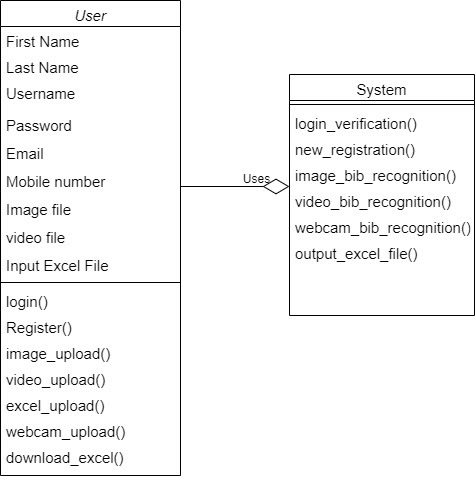 User
First Name
Last Name
Username
Password
Email
Mobile number
Image file
video file
Input Excel File
login()
Register()
image_upload()
video_upload()
excel_upload()
webcam_upload()
download_excel()
Uses
System
login_verification()
new_registration()
image_bib_recognition()
video_bib_recognition()
webcam_bib_recognition()
output_excel_file()